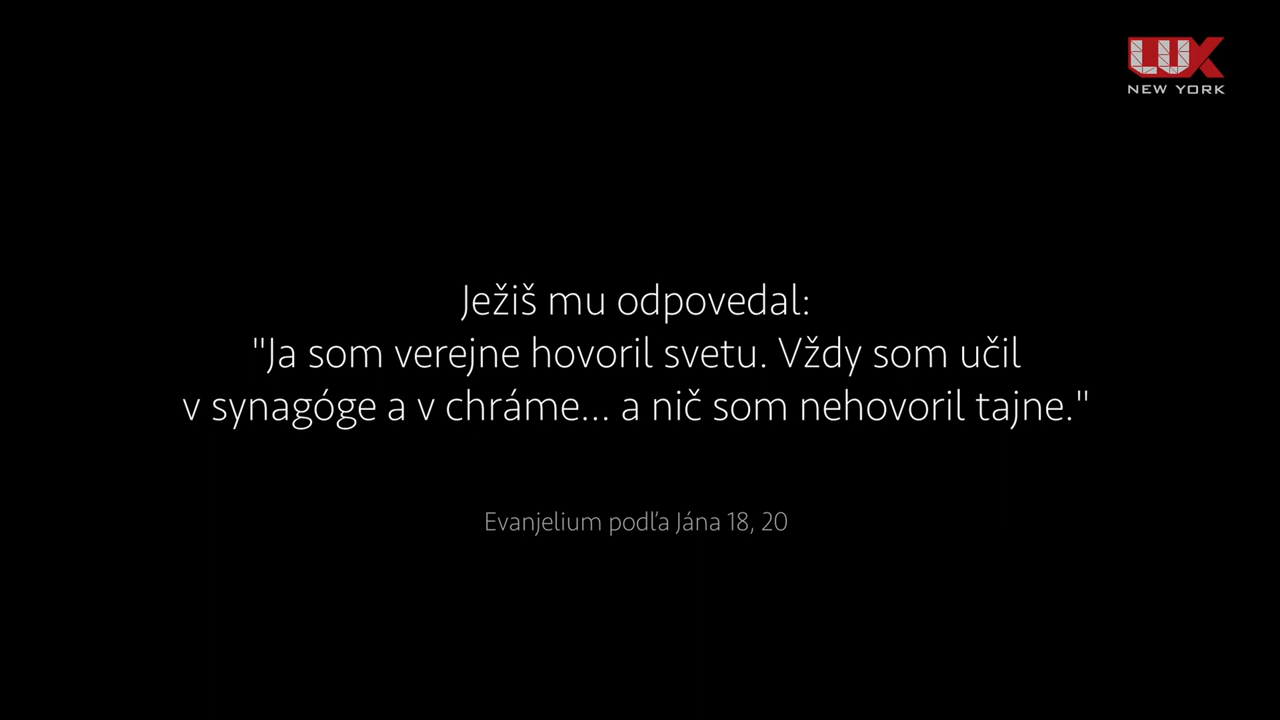 LUX
NEW YORK
Ježiš mu odpovedal:
"Ja som verejne hovoril svetu. Vždy som učil
v synagóge a v chráme... a nič som nehovoril tajne."
Evanjelium podľa Jána 18, 20